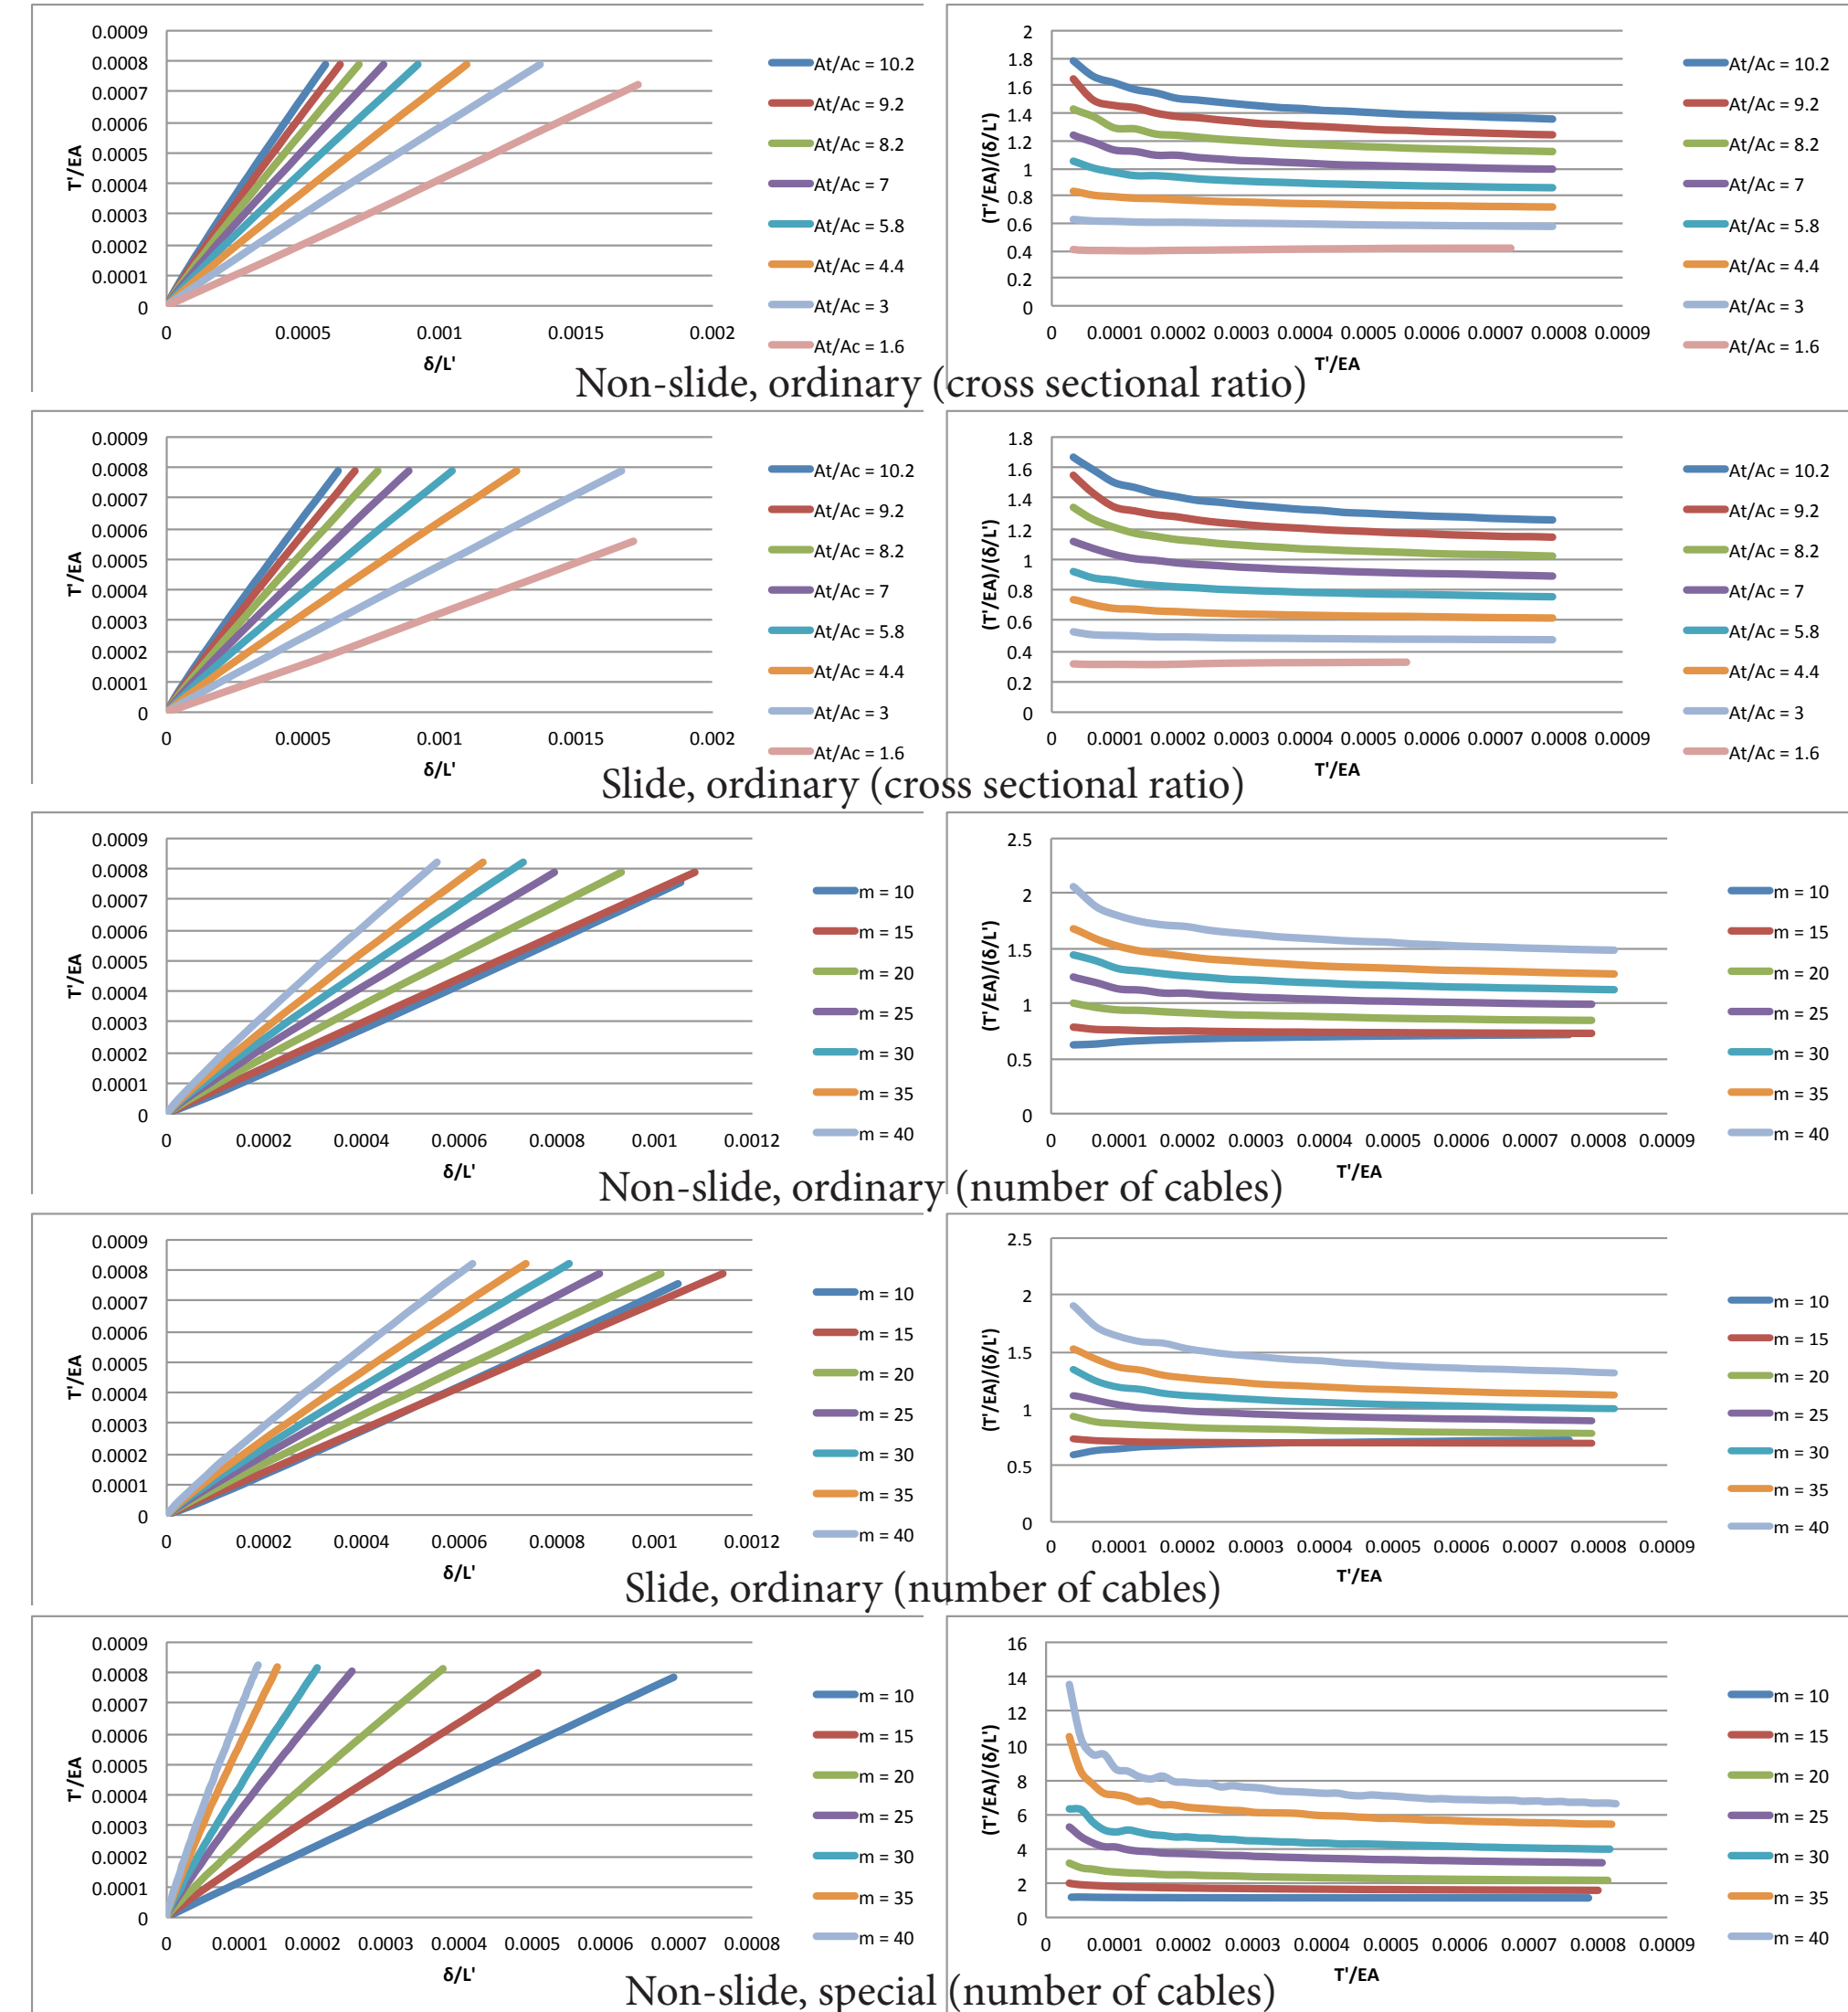 0.0009
0.0008
0.0007
0.0006
0.0005
0.0004
0.0003
0.0002
0.0001
0
T'/EA
0
0.0005
0.001
0.0015
0.002
δ/L'
At/Ac = 10.2
At/Ac = 9.2
At/Ac = 8.2
At/Ac = 7
At/Ac = 5.8
At/Ac = 4.4
At/Ac = 3
At/Ac = 1.6
2
1.8
1.6
1.4
1.2
1
0.8
0.6
0.4
0.2
0
(T'/EA)/(δ/L')
0 0.0001 0.0002 0.0003 0.0004 0.0005 0.0006 0.0007 0.0008 0.0009
T'/EA
At/Ac = 10.2
At/Ac = 9.2
At/Ac = 8.2
At/Ac = 7
At/Ac = 5.8
At/Ac = 4.4
At/Ac = 3
At/Ac = 1.6
Non-slide, ordinary (cross sectional ratio)
0.0009
0.0008
0.0007
0.0006
0.0005
0.0004
0.0003
0.0002
0.0001
0
T'/EA
0
0.0005
0.001
0.0015
0.002
δ/L'
At/Ac = 10.2
At/Ac = 9.2
At/Ac = 8.2
At/Ac = 7
At/Ac = 5.8
At/Ac = 4.4
At/Ac = 3
At/Ac = 1.6
1.8
1.6
1.4
1.2
1
0.8
0.6
0.4
0.2
0
(T'/EA)/(δ/L')
0 0.0001 0.0002 0.0003 0.0004 0.0005 0.0006 0.0007 0.0008 0.0009
T'/EA
At/Ac = 10.2
At/Ac = 9.2
At/Ac = 8.2
At/Ac = 7
At/Ac = 5.8
At/Ac = 4.4
At/Ac = 3
At/Ac = 1.6
Slide, ordinary (cross sectional ratio)
0.0009
0.0008
0.0007
0.0006
0.0005
0.0004
0.0003
0.0002
0.0001
0
T'/EA
0 0.0002 0.0004 0.0006 0.0008 0.001 0.0012
δ/L'
m = 10
m = 15
m = 20
m = 25
m = 30
m = 35
m = 40
2.5
2
1.5
1
0.5
0
(T'/EA)/(δ/L')
0 0.0001 0.0002 0.0003 0.0004 0.0005 0.0006 0.0007 0.0008 0.0009
T'/EA
m = 10
m = 15
m = 20
m = 25
m = 30
m = 35
m = 40
Non-slide, ordinary (number of cables)
0.0009
0.0008
0.0007
0.0006
0.0005
0.0004
0.0003
0.0002
0.0001
0
T'/EA
0 0.0002 0.0004 0.0006 0.0008 0.001 0.0012
δ/L'
m = 10
m = 15
m = 20
m = 25
m = 30
m = 35
m = 40
2.5
2
1.5
1
0.5
0
(T'/EA)/(δ/L')
0 0.0001 0.0002 0.0003 0.0004 0.0005 0.0006 0.0007 0.0008 0.0009
T'/EA
m = 10
m = 15
m = 20
m = 25
m = 30
m = 35
m = 40
Slide, ordinary (number of cables)
0.0009
0.0008
0.0007
0.0006
0.0005
0.0004
0.0003
0.0002
0.0001
0
T'/EA
0 0.0001 0.0002 0.0003 0.0004 0.0005 0.0006 0.0007 0.0008
δ/L'
m = 10
m = 15
m = 20
m = 25
m = 30
m = 35
m = 40
16
14
12
10
8
6
4
2
0
(T'/EA)/(δ/L')
0 0.0001 0.0002 0.0003 0.0004 0.0005 0.0006 0.0007 0.0008 0.0009
T'/EA
m = 10
m = 15
m = 20
m = 25
m = 30
m = 35
m = 40
Non-slide, special (number of cables)